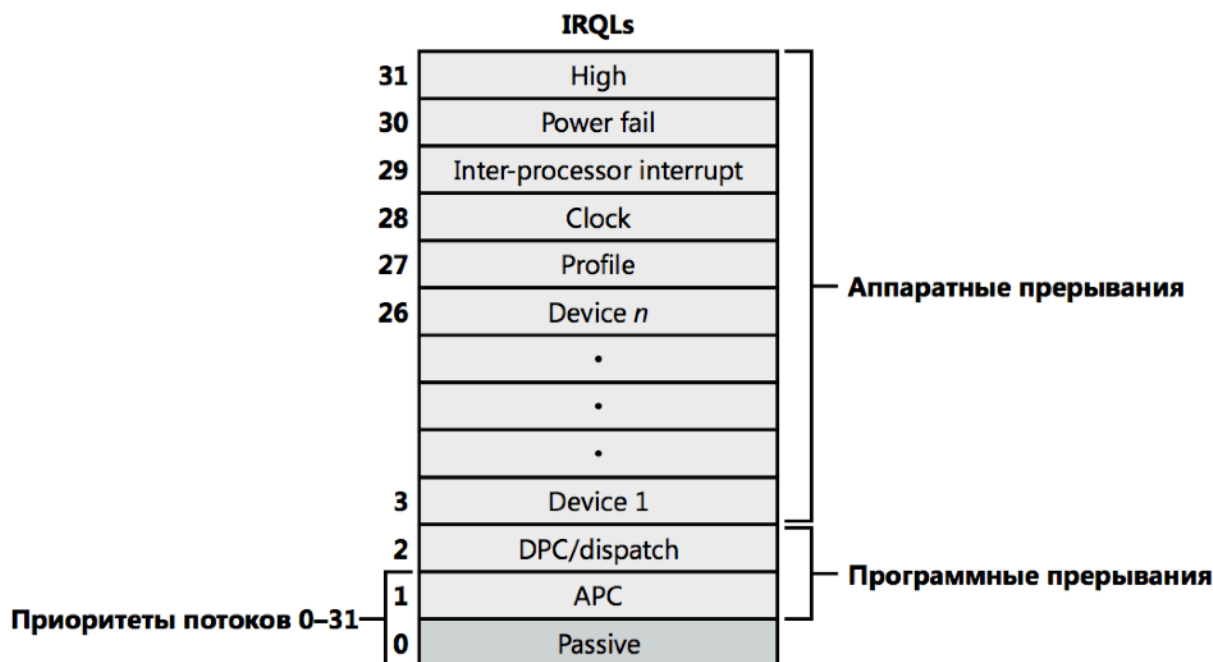 IRQLs
31 High
30 Power fail
29 Inter-processor interrupt
28 Clock
27 Profile
Аппаратные прерывания
26 Device n
•
•
•
3 Device 1
2 DPC/dispatch
Программные прерывания
1 APC
Приоритеты потоков 0–31
0 Passive